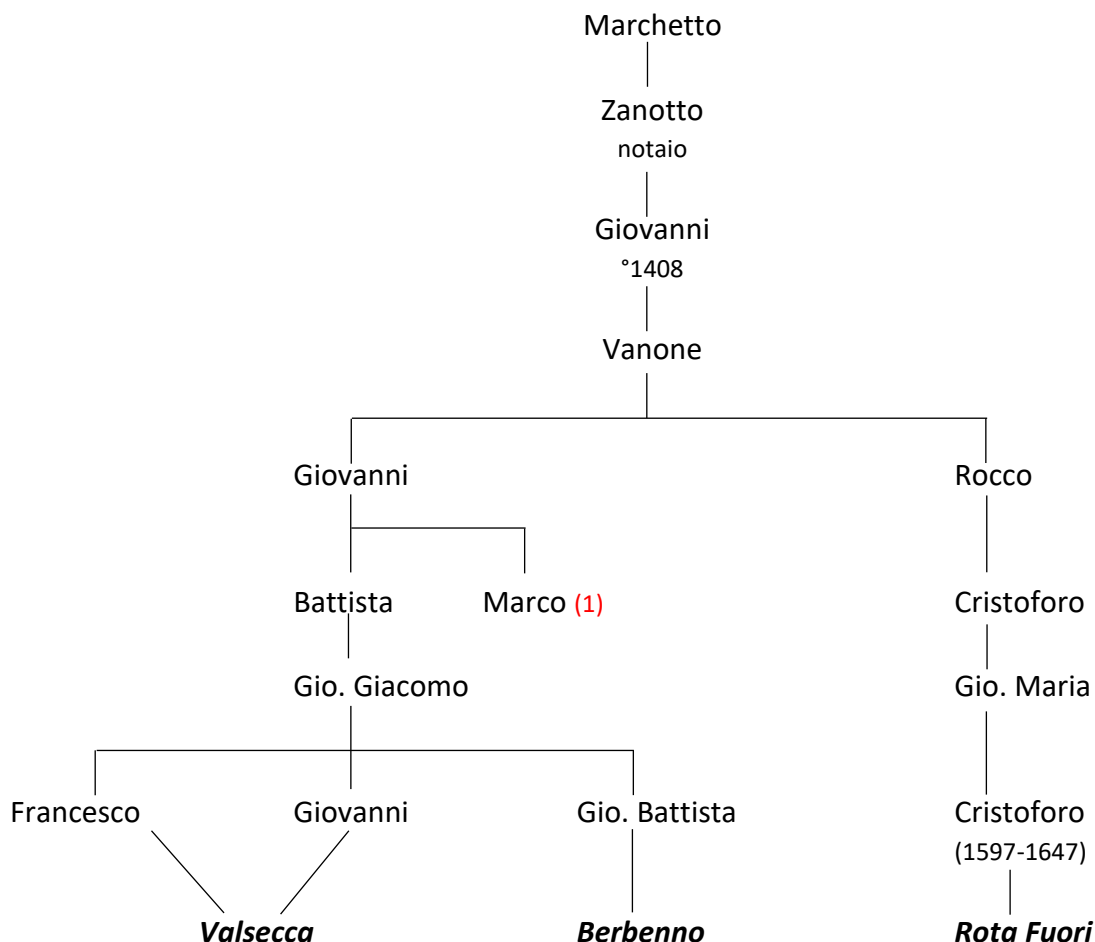 Marchetto
Zanotto
notaio
Giovanni
°1408
Vanone
Giovanni Rocco
Battista Marco (1) Cristoforo
Gio. Giacomo Gio. Maria
Francesco Giovanni Gio. Battista Cristoforo
(1597-1647)
Valsecca Berbenno Rota Fuori